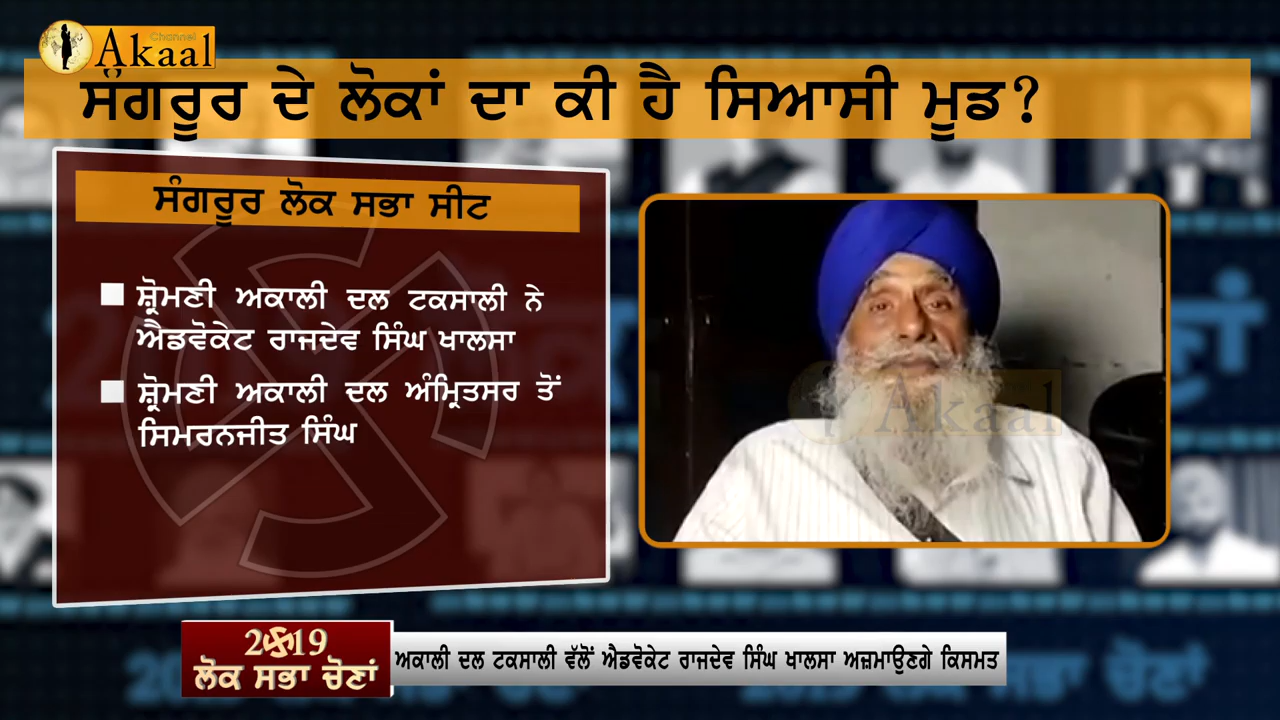 Channel
Akaal
ਸੰਗਰੂਰ ਦੇ ਲੋਕਾਂ ਦਾ ਕੀ ਹੈ ਸਿਆਸੀ ਮੂਡ?
ਸੰਗਰੂਰ ਲੋਕ ਸਭਾ ਸੀਟ
ਸ਼੍ਰੋਮਣੀ ਅਕਾਲੀ ਦਲ ਟਕਸਾਲੀ ਨੇ
ਐਡਵੋਕੇਟ ਰਾਜਦੇਵ ਸਿੰਘ ਖਾਲਸਾ
ਸ਼੍ਰੋਮਣੀ ਅਕਾਲੀ ਦਲ ਅੰਮ੍ਰਿਤਸਰ ਤੋਂ
ਸਿਮਰਨਜੀਤ ਸਿੰਘ
Akaal
2019
ਲੋਕ ਸਭਾ ਚੋਣਾਂ
ਅਕਾਲੀ ਦਲ ਟਕਸਾਲੀ ਵੱਲੋਂ ਐਡਵੋਕੇਟ ਰਾਜਦੇਵ ਸਿੰਘ ਖਾਲਸਾ ਅਜ਼ਮਾਉਣਗੇ ਕਿਸਮਤ